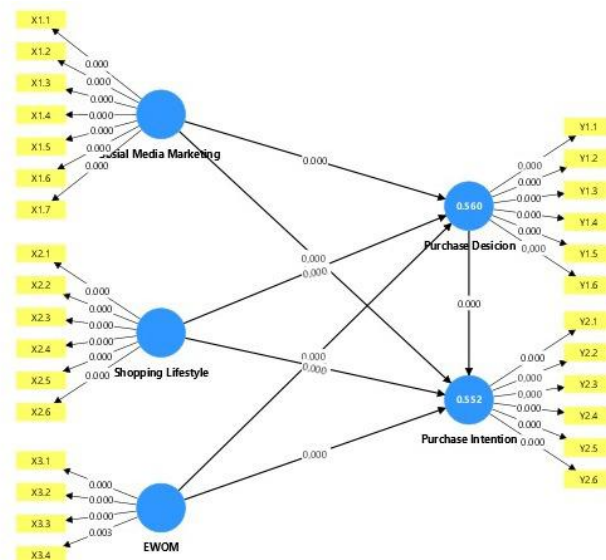 X1.1
X1.2
X1.3
X1.4
X1.5
X1.6
X1.7
0.000
0.000
0.000
0.000
0.000
0.000
0.000
Social Media Marketing
X2.1
X2.2
X2.3
X2.4
X2.5
X2.6
0.000
0.000
0.000
0.000
0.000
0.000
Shopping Lifestyle
X3.1
X3.2
X3.3
X3.4
0.000
0.000
0.000
0.003
EWOM
0.000
0.000
0.000
0.000
0.000
0.000
0.000
0.560
Purchase Desicion
0.552
Purchase Intention
0.000
0.000
0.000
0.000
0.000
0,000
Y1.1
Y1.2
Y1.3
Y1.4
Y1.5
Y1.6
0.000
0.000
0.000
0.000
0.000
0.000
Y2.1
Y2.2
Y2.3
Y2.4
Y2.5
Y2.6